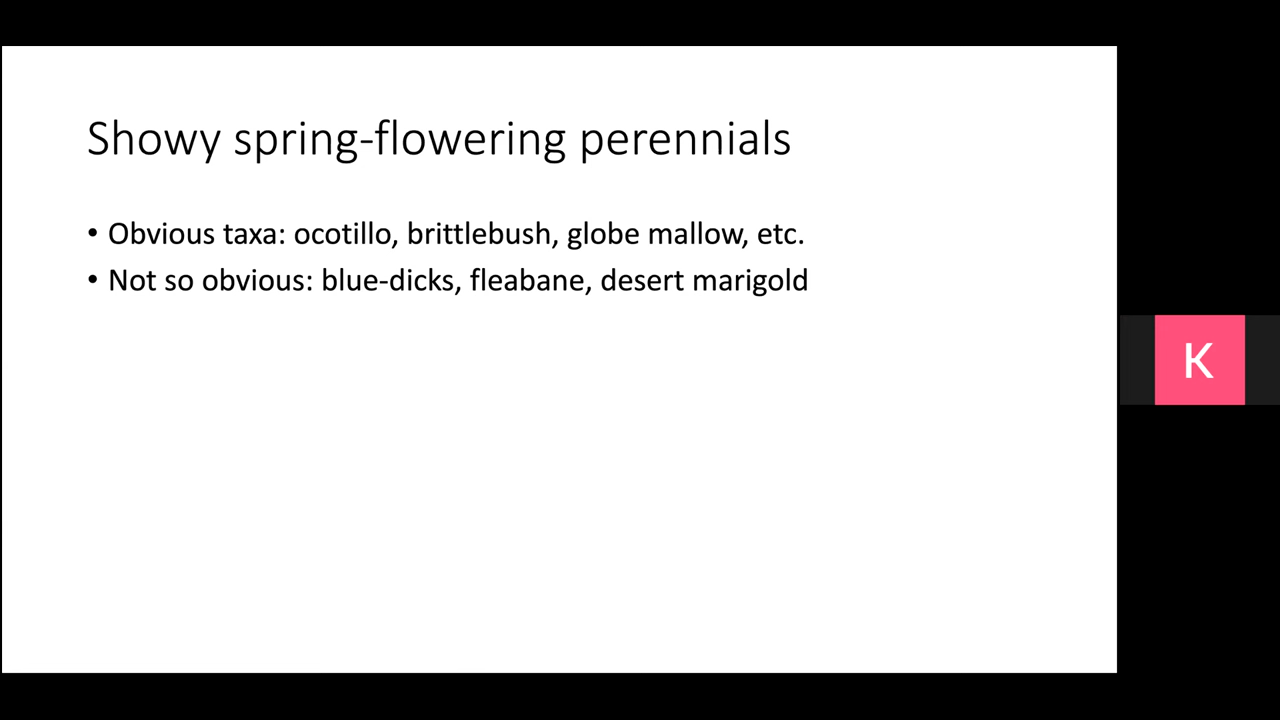 Showy spring-flowering perennials
• Obvious taxa: ocotillo, brittlebush, globe mallow, etc.
• Not so obvious: blue-dicks, fleabane, desert marigold
K